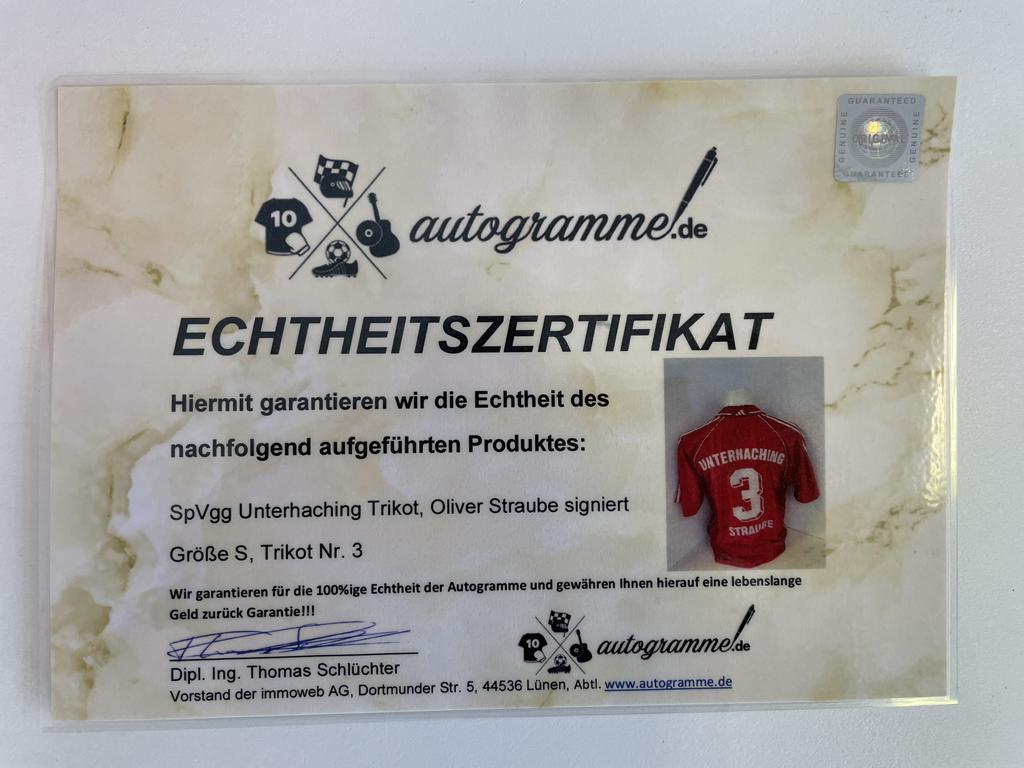 GUARANTEED
GENUINE
ORIGINAL
GENUINE
GUARANTEED
10
autogramme.de
ECHTHEITSZERTIFIKAT
Hiermit garantieren wir die Echtheit des
nachfolgend aufgeführten Produktes:
UNTERHACHING
3
STRAUBE
SpVgg Unterhaching Trikot, Oliver Straube signiert
Größe S, Trikot Nr. 3
Wir garantieren für die 100%ige Echtheit der Autogramme und gewähren Ihnen hierauf eine lebenslange
Geld zurück Garantie!!!
10
autogramme.de
Dipl. Ing. Thomas Schlüchter
Vorstand der immoweb AG, Dortmunder Str. 5, 44536 Lünen, Abtl. www.autogramme.de